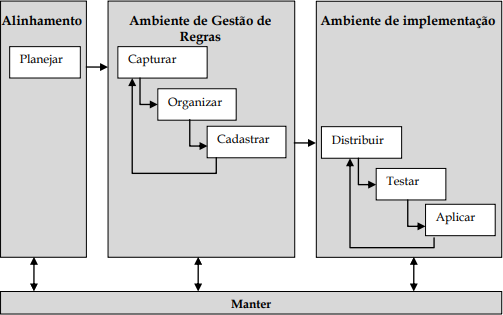 Alinhamento
Planejar
Ambiente de Gestão de
Regras
Capturar
Organizar
Cadastrar
Ambiente de implementação
Distribuir
Testar
Aplicar
Manter